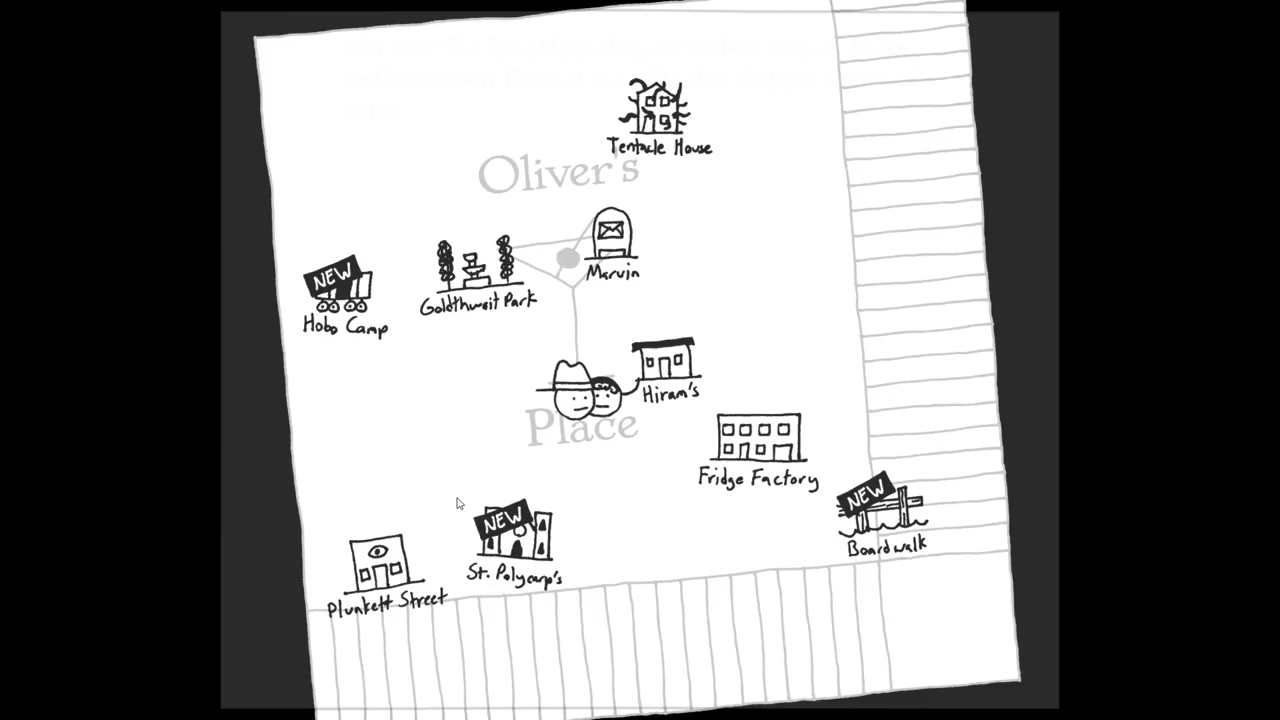 Tentacle House
Oliver's
Marvin
NEW
Goldthwait Park
Hobo Camp
Hiram's
Place
Fridge Factory
NEW
NEW
Boardwalk
St. Polycarp's
Plunkett Street